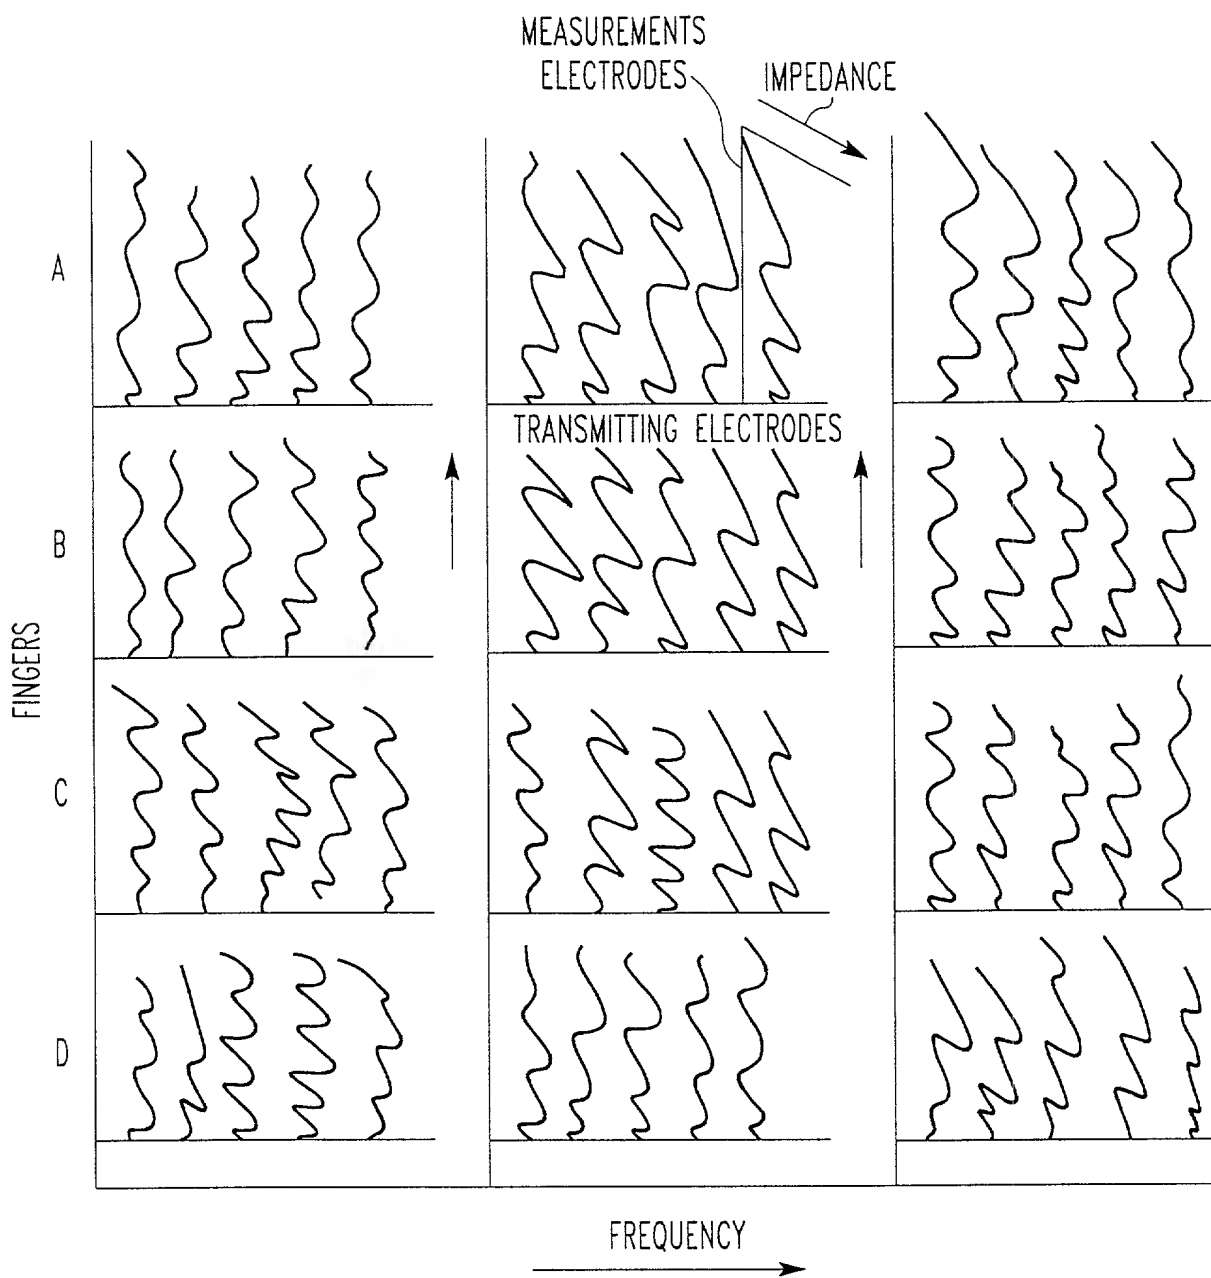 MEASUREMENTS
ELECTRODES
IMPEDANCE
A
TRANSMITTING ELECTRODES
B
FINGERS
C
D
FREQUENCY